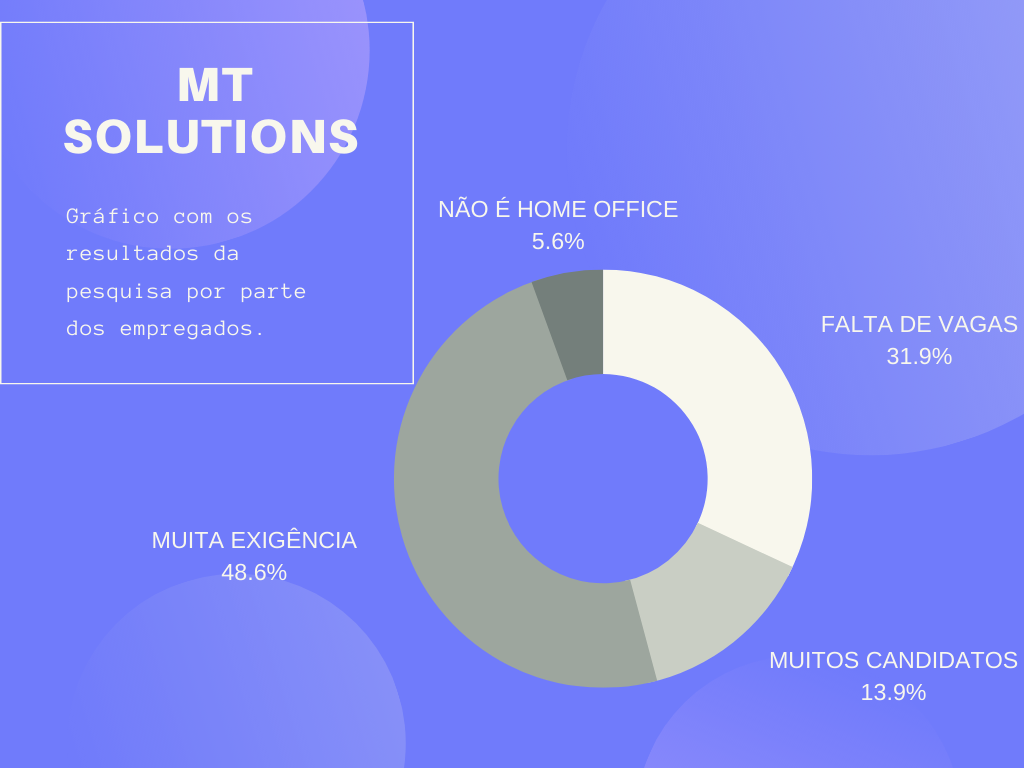 MT
SOLUTIONS
Gráfico com os
resultados da
pesquisa por parte
dos empregados.
NÃO É HOME OFFICE
5.6%
FALTA DE VAGAS
31.9%
MUITA EXIGÊNCIA
48.6%
MUITOS CANDIDATOS
13.9%